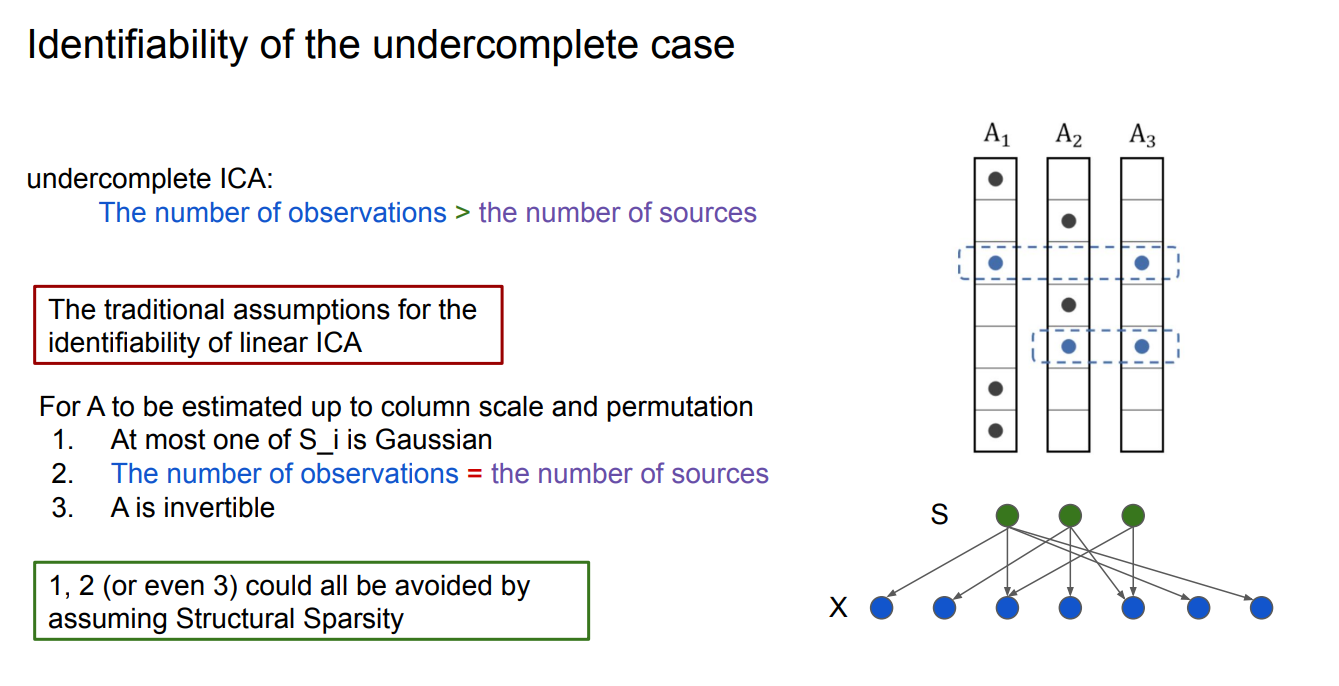 Identifiability of the undercomplete case
undercomplete ICA:
The number of observations > the number of sources
The traditional assumptions for the
identifiability of linear ICA
For A to be estimated up to column scale and permutation
1. At most one of S_i is Gaussian
2. The number of observations = the number of sources
3. A is invertible
1, 2 (or even 3) could all be avoided by
assuming Structural Sparsity
A₁ A₂ A₃
S
X